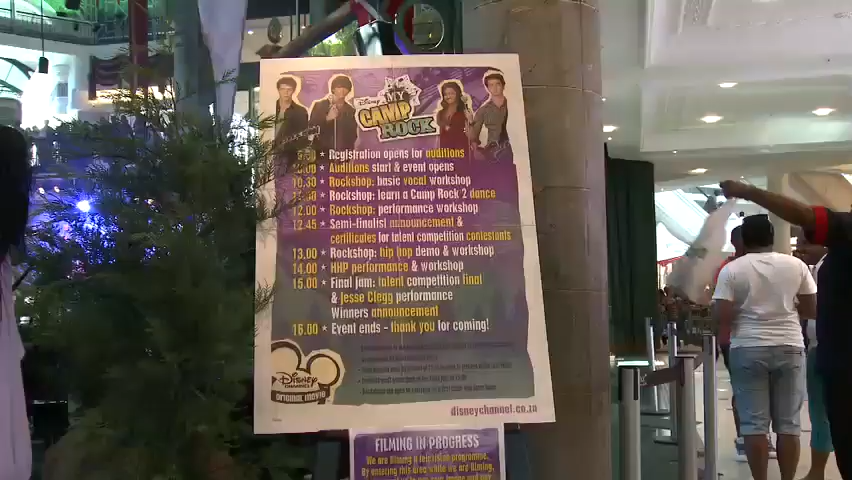 Disney
MY
CAMP
ROCK
Registration opens for auditions
10.00 * Auditions start & event opens
10.30 * Rockshop: basic vocal workshop
* Rockshop: learn a Camp Rock 2 dance
12.00 * Rockshop: performance workshop
12.45 * Semi-finalist announcement &
certificates for talent competition contestants
13.00 * Rockshop: hip hop demo & workshop
14.00 * HHP performance & workshop
15.00 * Final Jam: talent competition final
& Jesse Clegg performance
Winners announcement
16.00 * Event ends - thank you for coming!
Disney
CHANNEL
ORIGINAL MOVIE
disneychannel.co.za
FILMING IN PROGRESS
We are filming a television programme.
By entering this area while we are filming,